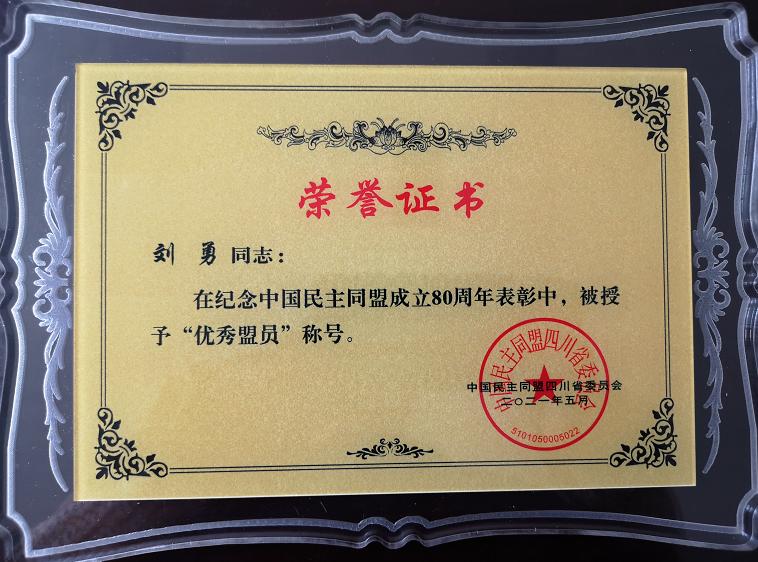 荣誉证书
刘 勇 同志：
在纪念中国民主同盟成立80周年表彰中，被授
予“优秀盟员”称号。
中国民主同盟四川省委员会
中国民主同盟四川省委员会
二〇二一年五月
5101050005022